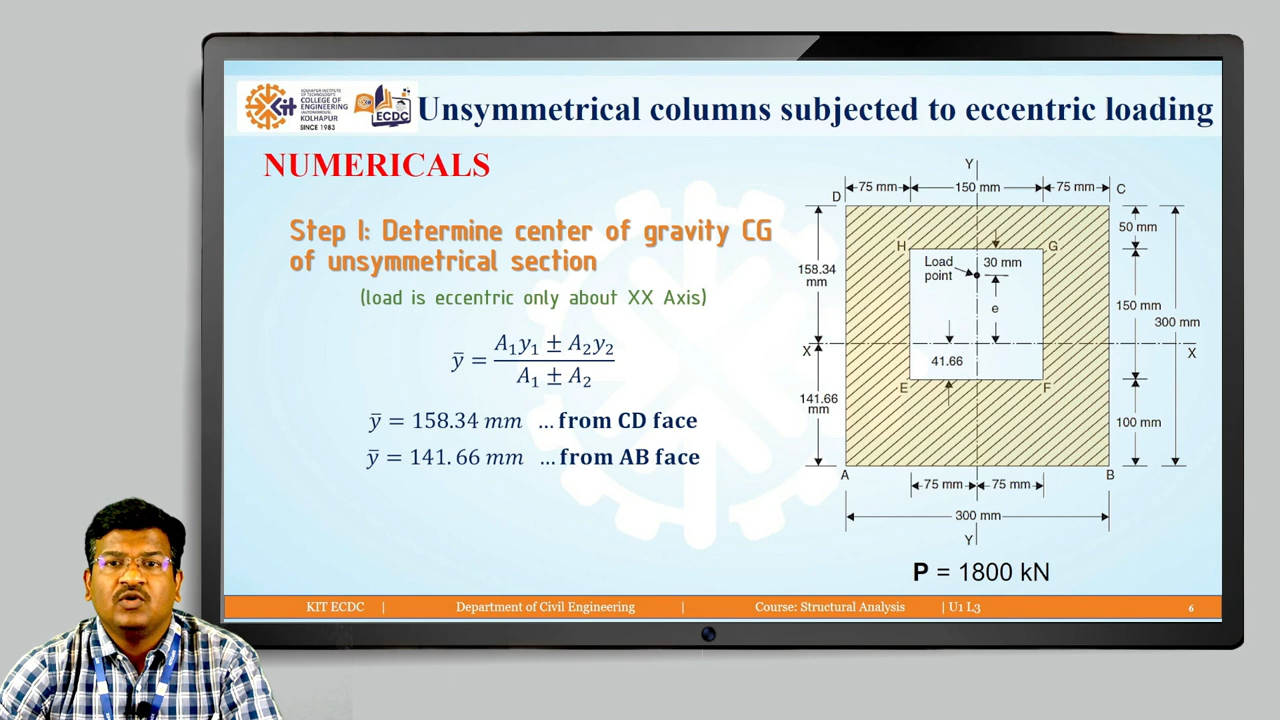 KOLHAPUR INSTITUTE
OF TECHNOLOGY'S
COLLEGE OF
ENGINEERING
KOLHAPUR
SINCE 1983
Kit
ECDC
Unsymmetrical columns subjected to eccentric loading
NUMERICALS
Step 1: Determine center of gravity CG
of unsymmetrical section
(load is eccentric only about XX Axis)
ȳ = (A₁y₁ ± A₂y₂) / (A₁ ± A₂)
ȳ = 158.34 mm ... from CD face
ȳ = 141.66 mm ... from AB face
Y
D
75 mm
150 mm
75 mm
C
50 mm
H
G
Load
point
30 mm
158.34
mm
e
150 mm
300 mm
X
X
41.66
E
F
141.66
mm
100 mm
A
B
75 mm
75 mm
300 mm
Y
P = 1800 kN
KIT ECDC | Department of Civil Engineering | Course: Structural Analysis | U1 L3 6